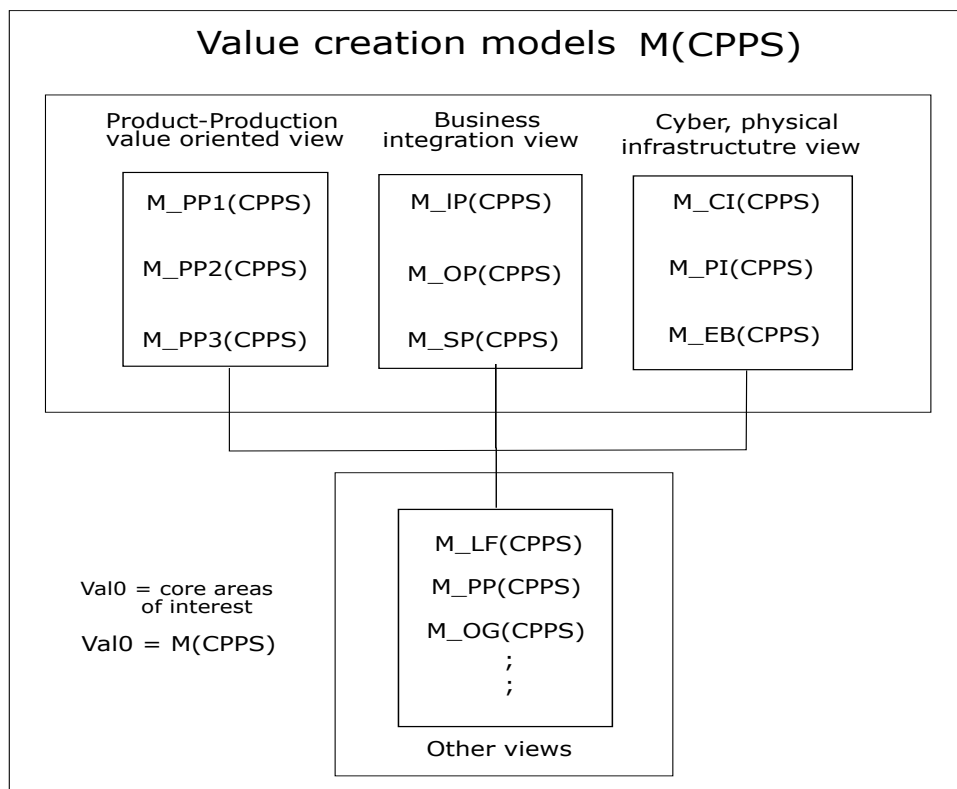 Value creation models M(CPPS)
Product-Production
value oriented view
M_PP1(CPPS)
M_PP2(CPPS)
M_PP3(CPPS)
Business
integration view
M_IP(CPPS)
M_OP(CPPS)
M_SP(CPPS)
Cyber, physical
infrastructutre view
M_CI(CPPS)
M_PI(CPPS)
M_EB(CPPS)
Val0 = core areas
of interest
Val0 = M(CPPS)
M_LF(CPPS)
M_PP(CPPS)
M_OG(CPPS)
;
;
Other views